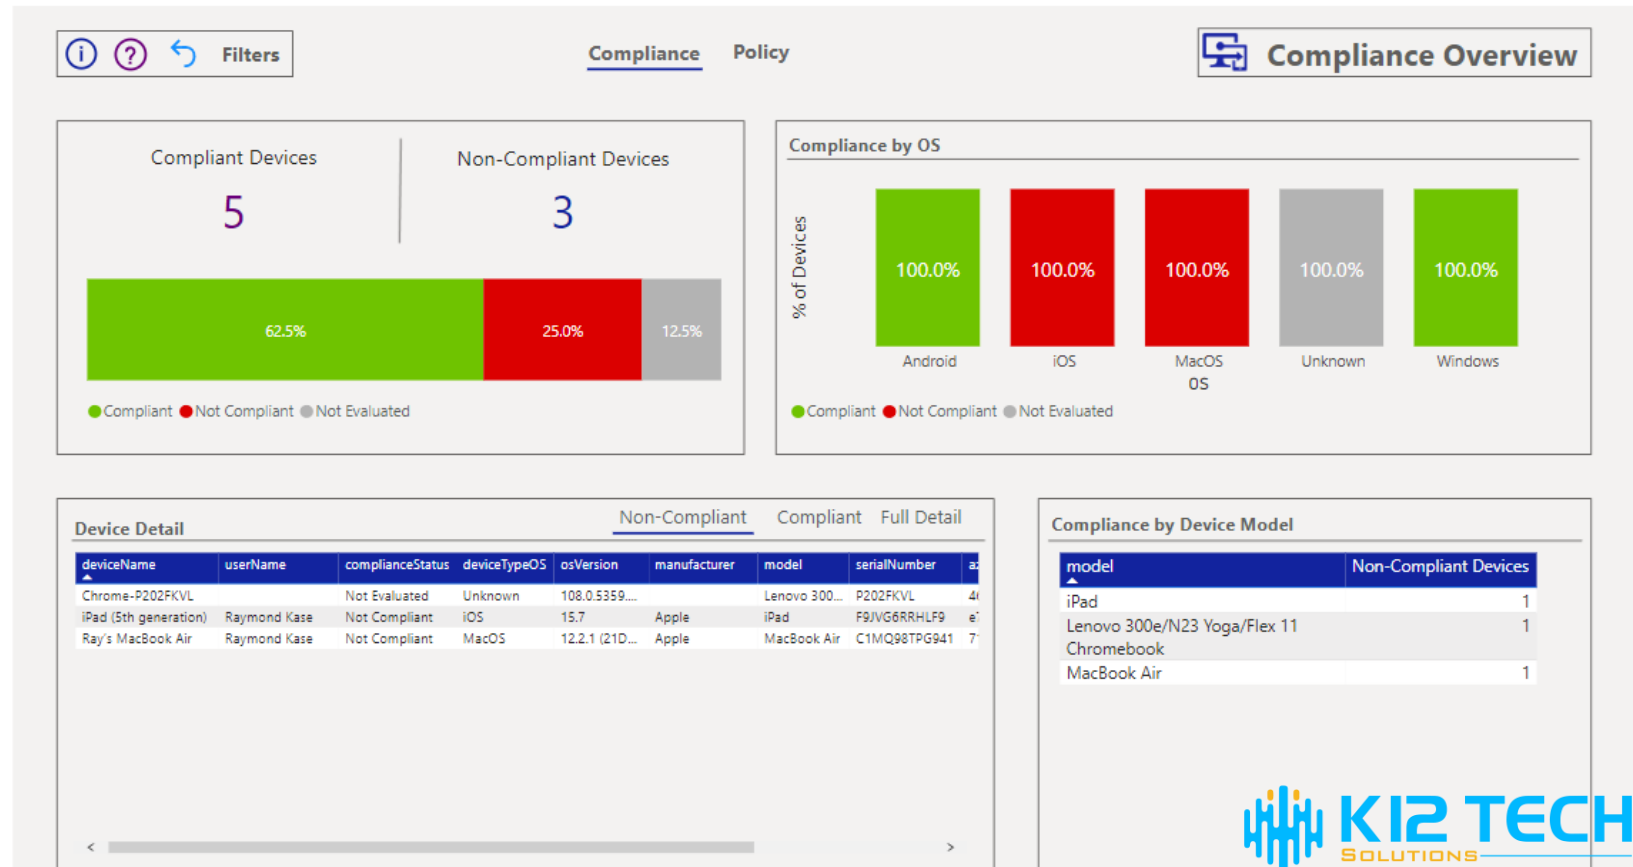 Filters
Compliance Policy
Compliance Overview
Compliant Devices
5
Non-Compliant Devices
3
62.5% 25.0% 12.5%
Compliant Not Compliant Not Evaluated
Compliance by OS
% of Devices
100.0% 100.0% 100.0% 100.0% 100.0%
Android iOS MacOS Unknown Windows
OS
Compliant Not Compliant Not Evaluated
Device Detail
Non-Compliant Compliant Full Detail
deviceName userName complianceStatus deviceTypeOS osVersion manufacturer model serialNumber az
Chrome-P202FKVL Not Evaluated Unknown 108.0.5359.... Lenovo 300... P202FKVL
iPad (5th generation) Raymond Kase Not Compliant iOS 15.7 Apple iPad F9JVG6RRHLF9
Ray's MacBook Air Raymond Kase Not Compliant MacOS 12.2.1 (21D... Apple MacBook Air C1MQ98TPG941
Compliance by Device Model
model Non-Compliant Devices
iPad 1
Lenovo 300e/N23 Yoga/Flex 11 1
Chromebook
MacBook Air 1
K12 TECH
SOLUTIONS